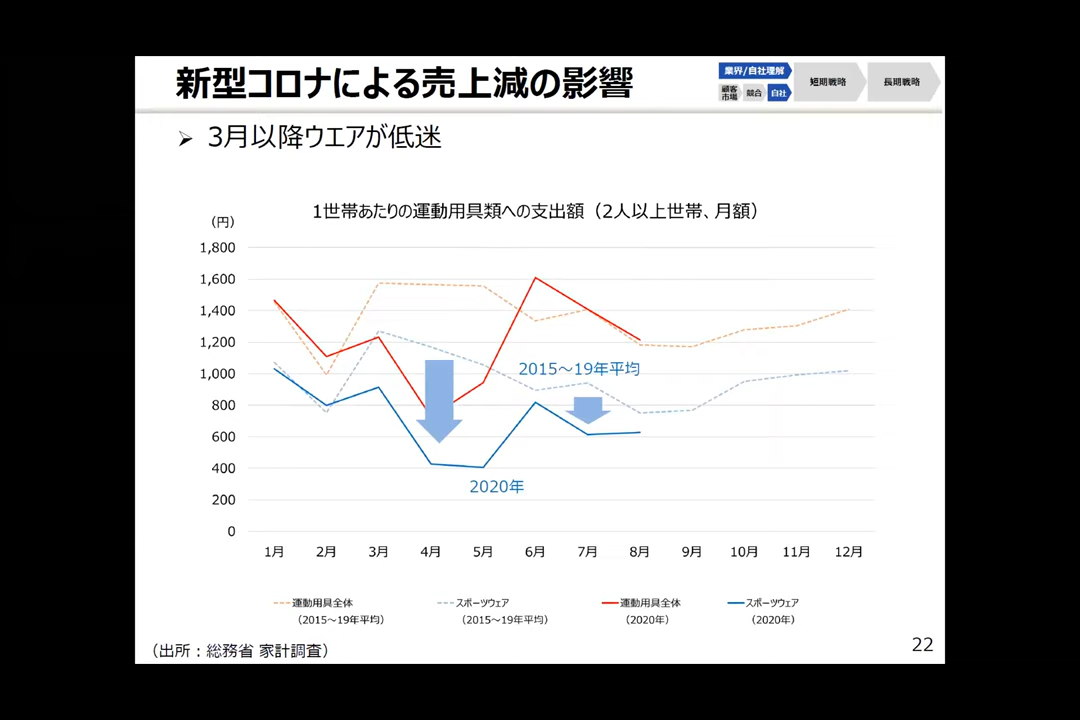 新型コロナによる売上減の影響
業界/自社理解
顧客
市場
競合
自社
短期戦略
長期戦略
➢ 3月以降ウエアが低迷
1世帯あたりの運動用具類への支出額（2人以上世帯、月額）
（円）
1,800
1,600
1,400
1,200
1,000
800
600
400
200
0
2015～19年平均
2020年
1月 2月 3月 4月 5月 6月 7月 8月 9月 10月 11月 12月
運動用具全体 スポーツウェア 運動用具全体 スポーツウェア
（2015～19年平均） （2015～19年平均） （2020年） （2020年）
（出所：総務省 家計調査）
22